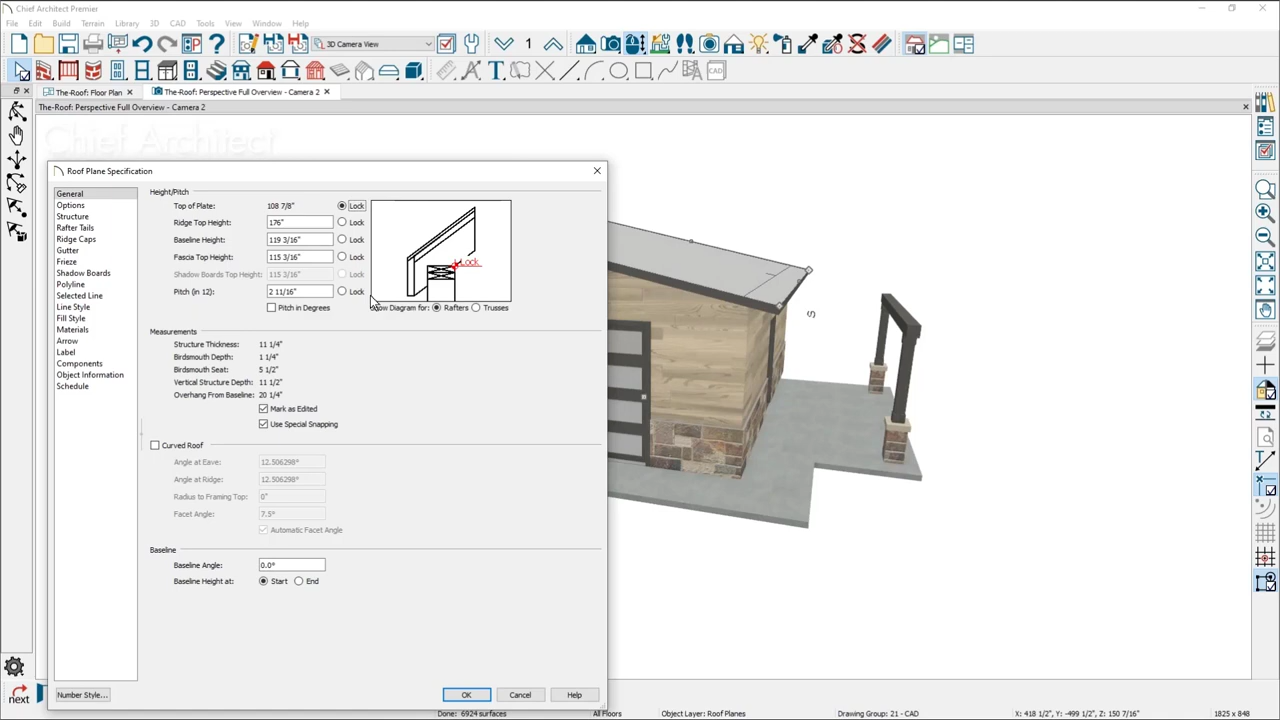 Chief Architect Premier
File Edit Build Terrain Library 3D CAD Tools View Window Help
1
3D Camera View
CAD
The-Roof: Floor Plan
The-Roof: Perspective Full Overview - Camera 2
The-Roof: Perspective Full Overview - Camera 2
Chief Architect
Roof Plane Specification
General
Options
Structure
Rafter Tails
Ridge Caps
Gutter
Frieze
Shadow Boards
Polyline
Selected Line
Line Style
Fill Style
Materials
Arrow
Label
Components
Object Information
Schedule
Height/Pitch
Top of Plate: 108 7/8" Lock
Ridge Top Height: 176" Lock
Baseline Height: 119 3/16" Lock
Fascia Top Height: 115 3/16" Lock
Shadow Boards Top Height: 115 3/16" Lock
Pitch (in 12): 2 11/16" Lock
Pitch in Degrees
Lock
Show Diagram for: Rafters Trusses
Measurements
Structure Thickness: 11 1/4"
Birdsmouth Depth: 1 1/4"
Birdsmouth Seat: 5 1/2"
Vertical Structure Depth: 11 1/2"
Overhang From Baseline: 20 1/4"
Mark as Edited
Use Special Snapping
Curved Roof
Angle at Eave: 12.506298°
Angle at Ridge: 12.506298°
Radius to Framing Top: 0"
Facet Angle: 7.5°
Automatic Facet Angle
Baseline
Baseline Angle: 0.0°
Baseline Height at: Start End
Number Style... OK Cancel Help
S
next
Done: 6924 surfaces All Floors Object Layer: Roof Planes Drawing Group: 21 - CAD X: 418 1/2", Y: -499 1/2", Z: 150 7/16" 1825 x 848